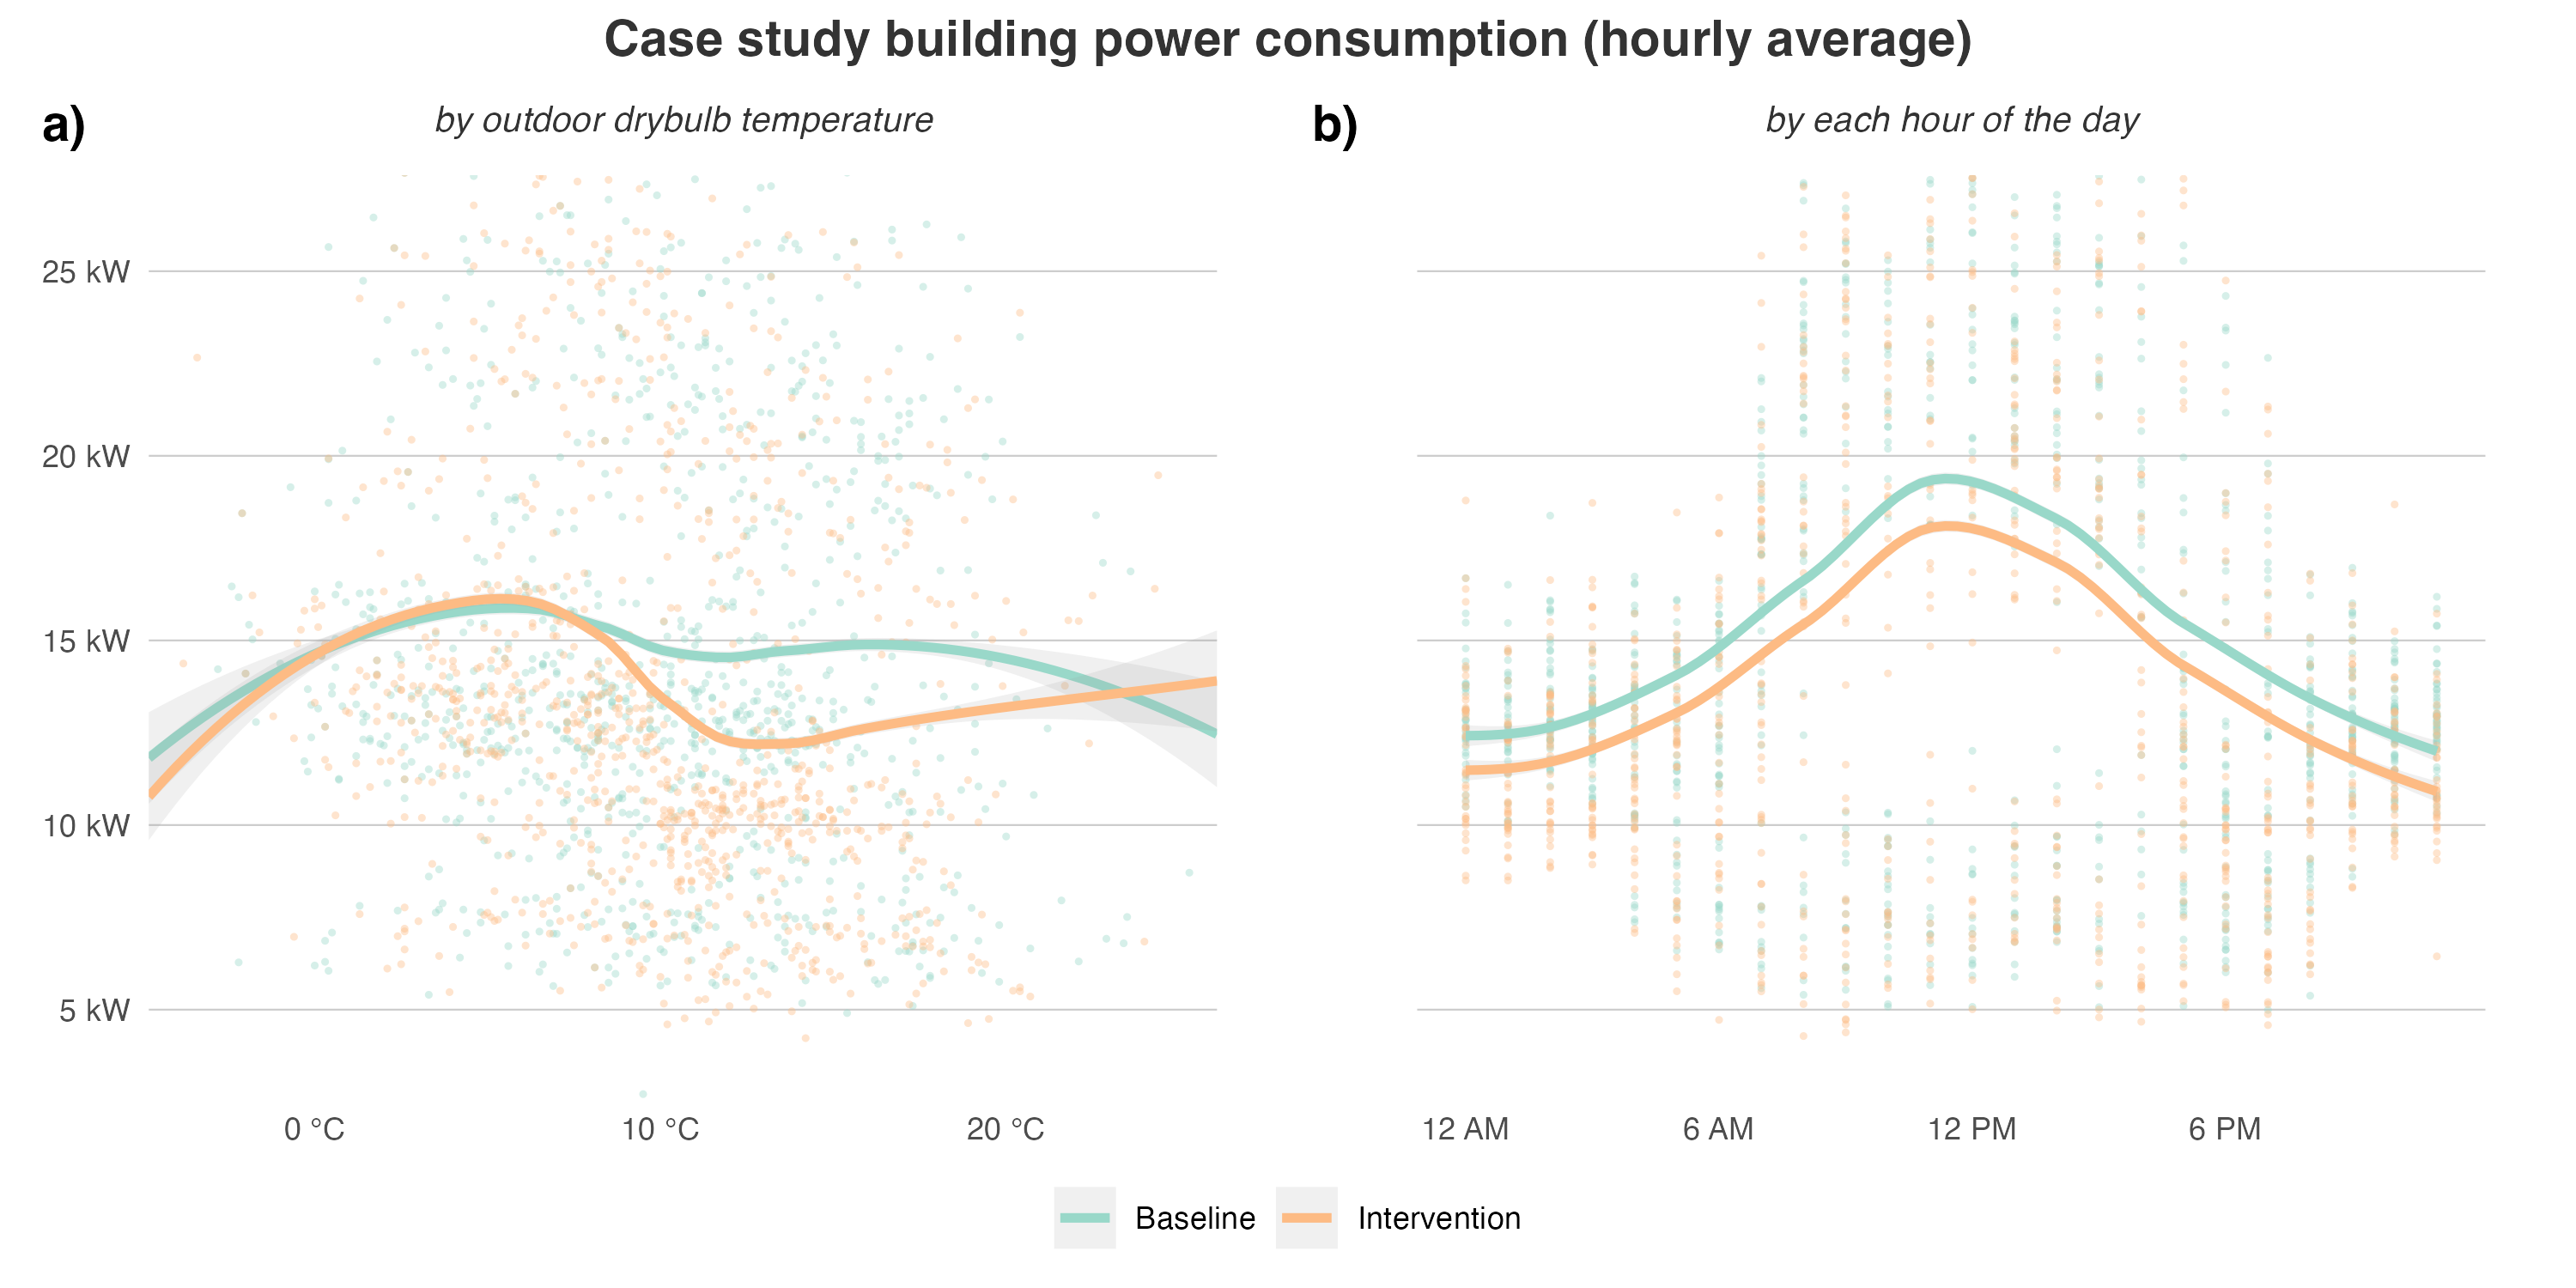 Case study building power consumption (hourly average)
a)
by outdoor drybulb temperature
b)
by each hour of the day
25 kW
20 kW
15 kW
10 kW
5 kW
0 °C 10 °C 20 °C
12 AM 6 AM 12 PM 6 PM
Baseline Intervention